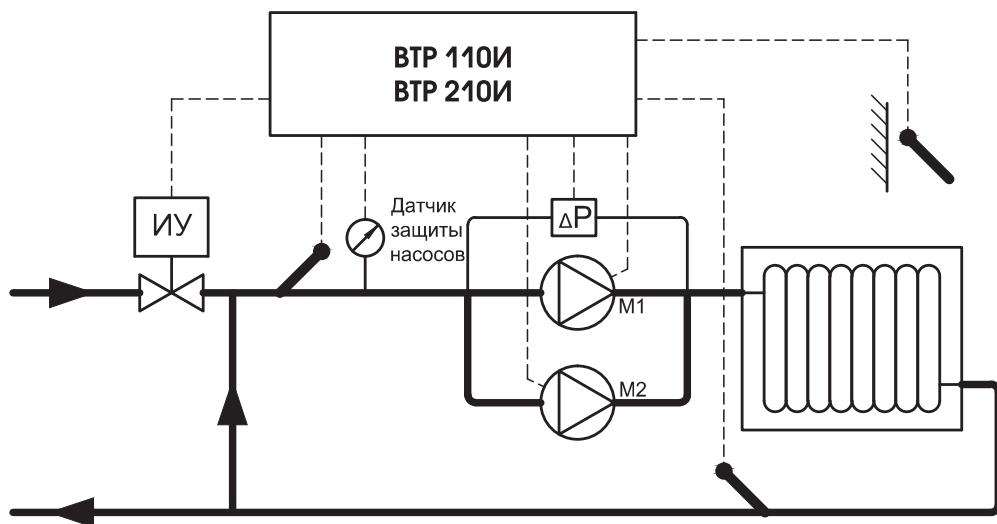 ВТР 110И
ВТР 210И
ИУ
Датчик
защиты
насосов
ΔP
M1
M2